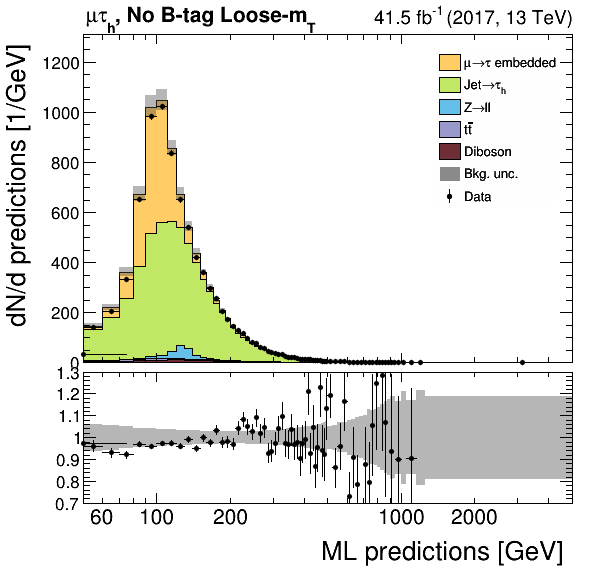 μτh, No B-tag Loose-mT
41.5 fb-1 (2017, 13 TeV)
dN/d predictions [1/GeV]
1200
1000
800
600
400
200
0
μ→τ embedded
Jet→τh
Z→ll
tt̄
Diboson
Bkg. unc.
Data
1.3
1.2
1.1
1
0.9
0.8
0.7
60 100 200 1000 2000
ML predictions [GeV]